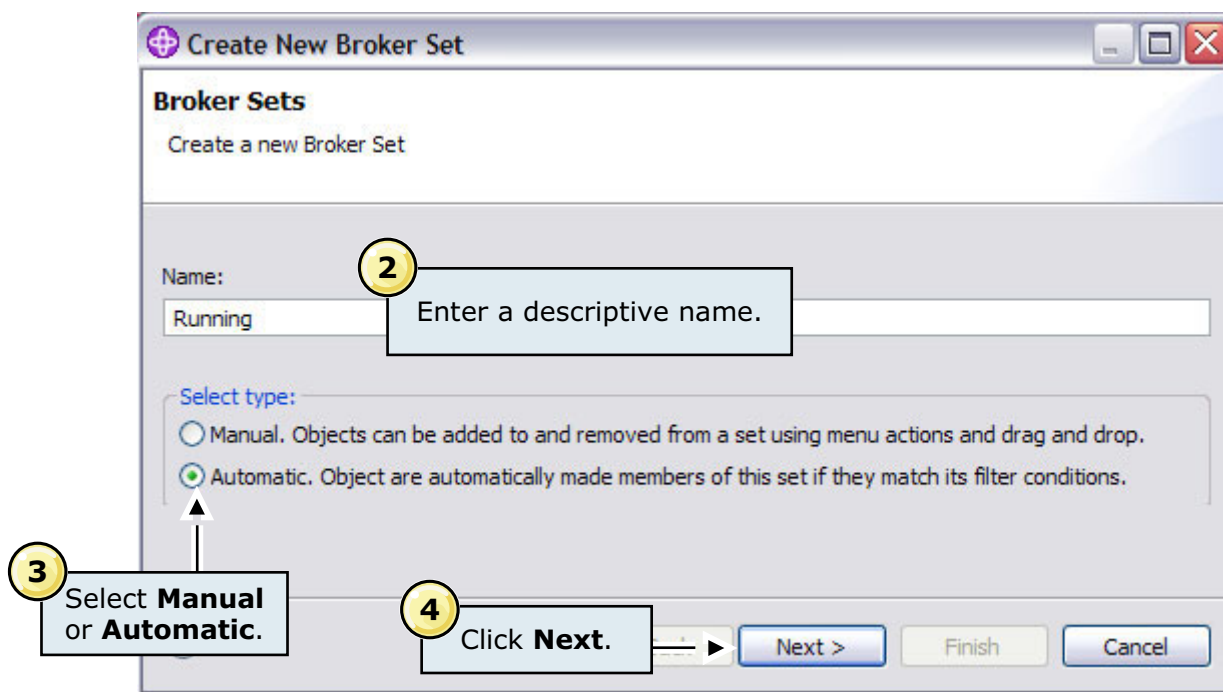 Create New Broker Set
Broker Sets
Create a new Broker Set
Name:
2
Enter a descriptive name.
Running
Select type:
Manual. Objects can be added to and removed from a set using menu actions and drag and drop.
Automatic. Object are automatically made members of this set if they match its filter conditions.
3
Select Manual
or Automatic.
4
Click Next.
Next >
Finish
Cancel